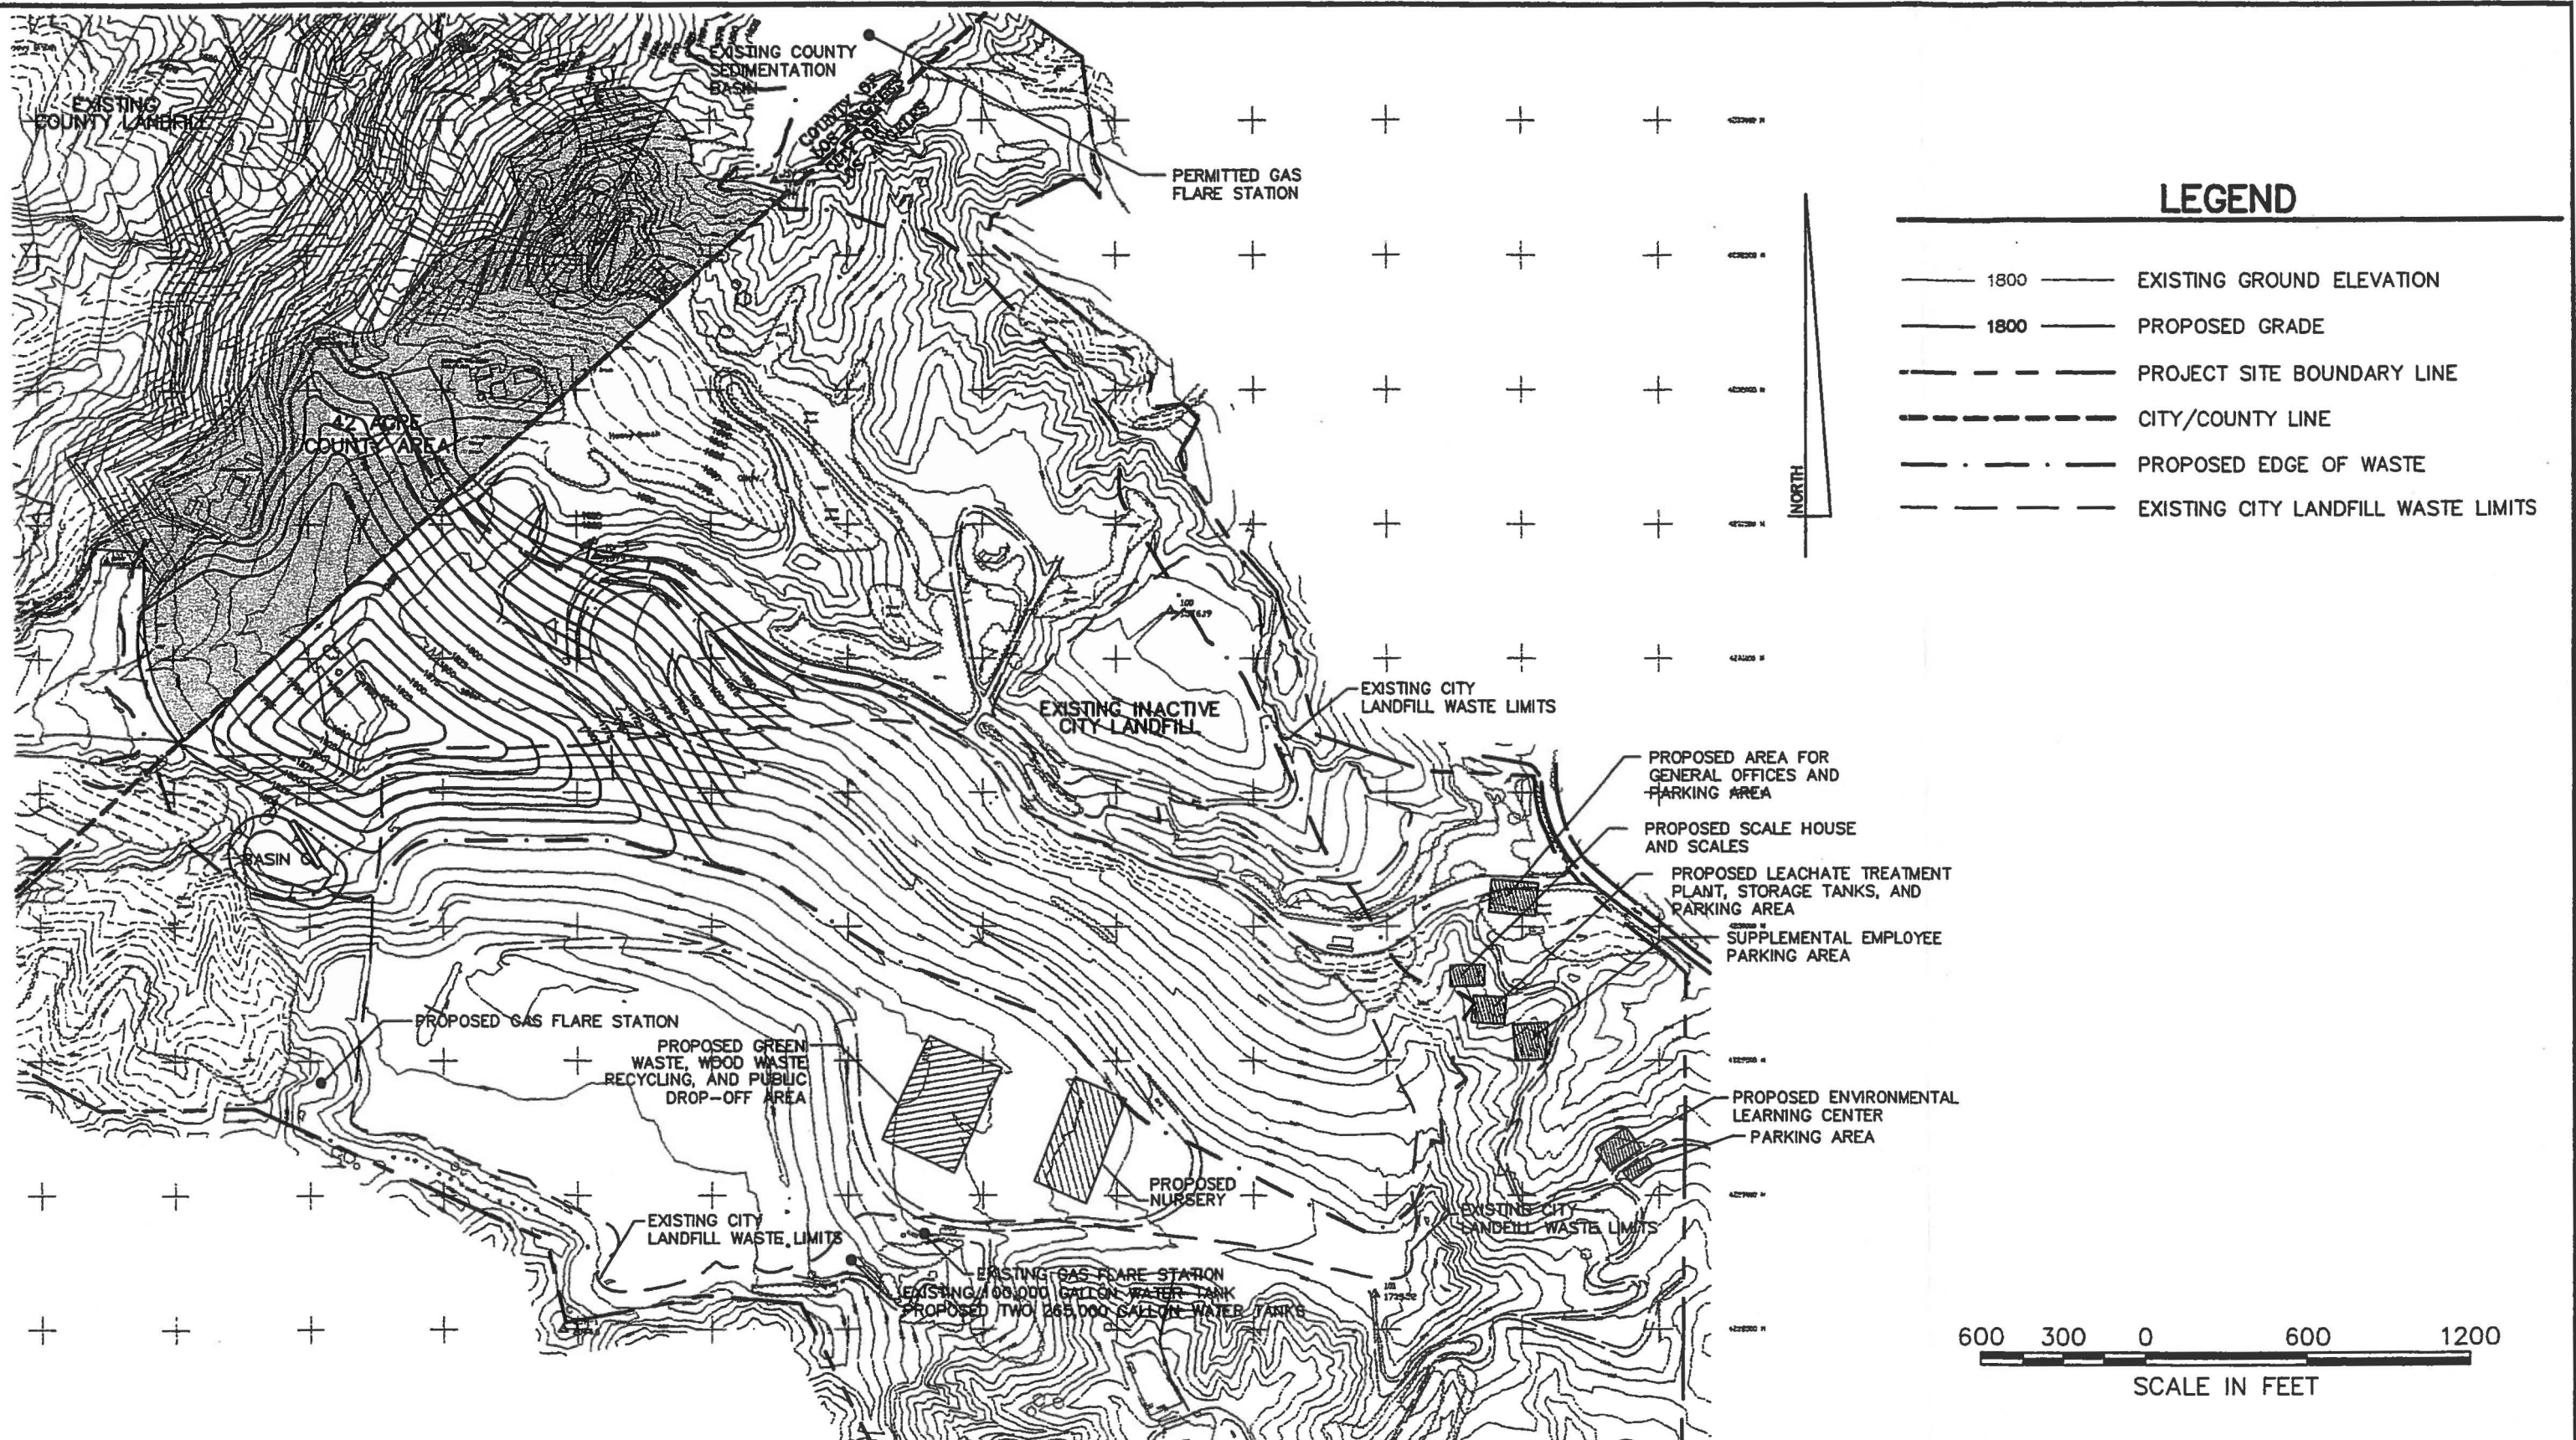 EXISTING COUNTY
SEDIMENTATION
BASIN
EXISTING
COUNTY LANDFILL
COUNTY OF
LOS ANGELES
CITY OF
LOS ANGELES
PERMITTED GAS
FLARE STATION
LEGEND
1800 EXISTING GROUND ELEVATION
1800 PROPOSED GRADE
PROJECT SITE BOUNDARY LINE
CITY/COUNTY LINE
PROPOSED EDGE OF WASTE
EXISTING CITY LANDFILL WASTE LIMITS
NORTH
42 ACRE
COUNTY AREA
EXISTING INACTIVE
CITY LANDFILL
EXISTING CITY
LANDFILL WASTE LIMITS
PROPOSED AREA FOR
GENERAL OFFICES AND
PARKING AREA
PROPOSED SCALE HOUSE
AND SCALES
PROPOSED LEACHATE TREATMENT
PLANT, STORAGE TANKS, AND
PARKING AREA
SUPPLEMENTAL EMPLOYEE
PARKING AREA
BASIN C
PROPOSED GAS FLARE STATION
PROPOSED GREEN
WASTE, WOOD WASTE
RECYCLING, AND PUBLIC
DROP-OFF AREA
PROPOSED ENVIRONMENTAL
LEARNING CENTER
PARKING AREA
PROPOSED
NURSERY
EXISTING CITY
LANDFILL WASTE LIMITS
EXISTING CITY
LANDFILL WASTE LIMITS
EXISTING GAS FLARE STATION
EXISTING 100,000 GALLON WATER TANK
PROPOSED TWO 265,000 GALLON WATER TANKS
600 300 0 600 1200
SCALE IN FEET